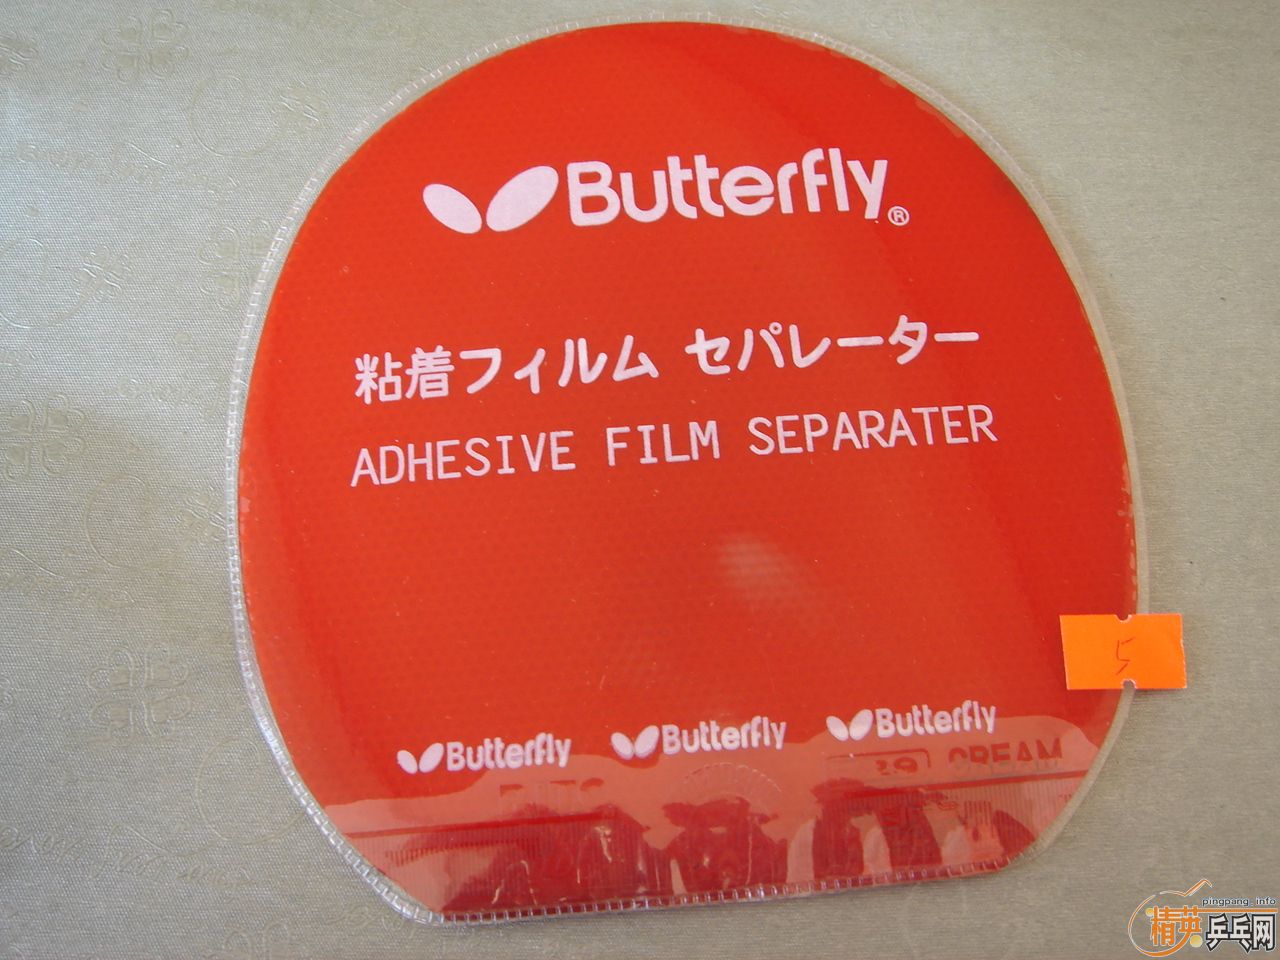 Butterfly®
粘着フィルム セパレーター
ADHESIVE FILM SEPARATER
5
Butterfly Butterfly Butterfly
CREAM
pingpang.info
精英乒乓网